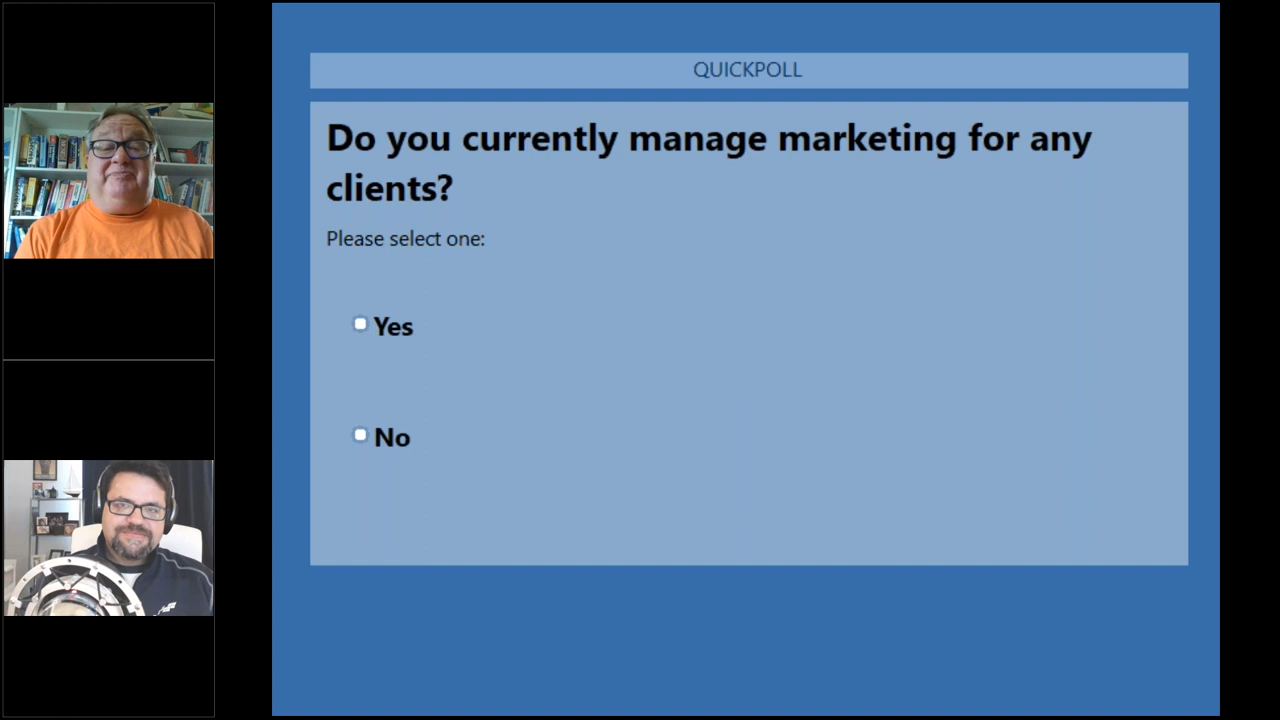 QUICKPOLL
Do you currently manage marketing for any
clients?
Please select one:
Yes
No